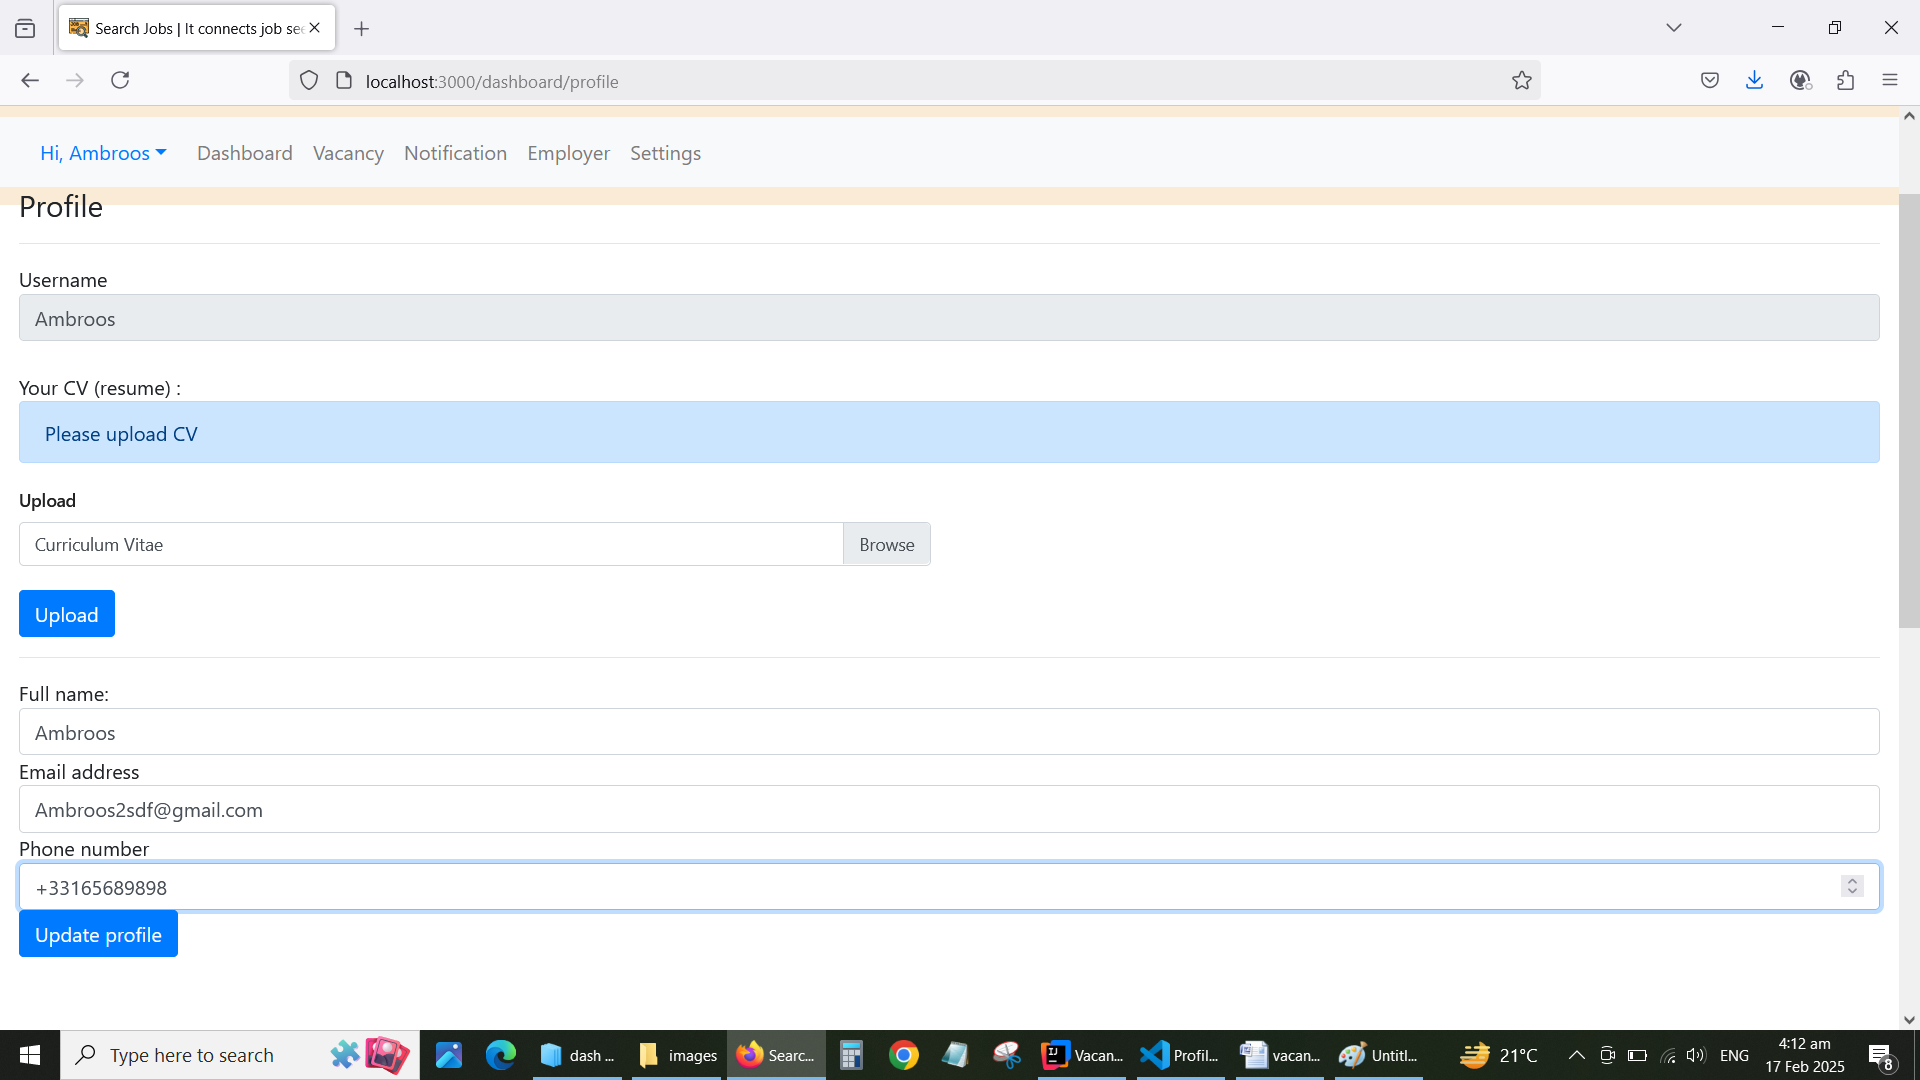 Search Jobs | It connects job see
localhost:3000/dashboard/profile
Hi, Ambroos Dashboard Vacancy Notification Employer Settings
Profile
Username
Ambroos
Your CV (resume) :
Please upload CV
Upload
Curriculum Vitae Browse
Upload
Full name:
Ambroos
Email address
Ambroos2sdf@gmail.com
Phone number
+33165689898
Update profile
Type here to search dash ... images Searc... Vacan... Profil... vacan... Untitl... 21°C ENG 4:12 am
17 Feb 2025 8